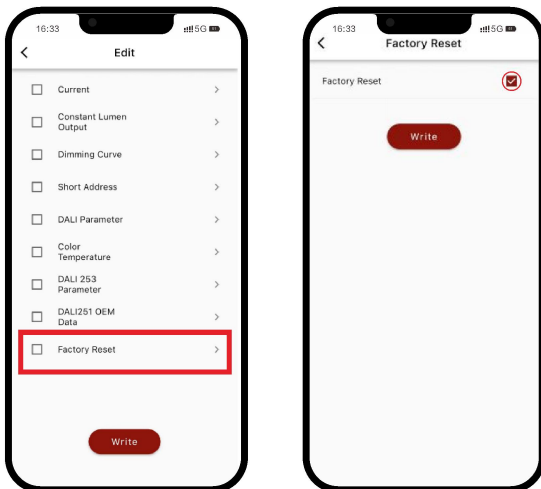 16:33
5G
Edit
Current
Constant Lumen
Output
Dimming Curve
Short Address
DALI Parameter
Color
Temperature
DALI 253
Parameter
DALI251 OEM
Data
Factory Reset
Write
16:33
5G
Factory Reset
Factory Reset
Write